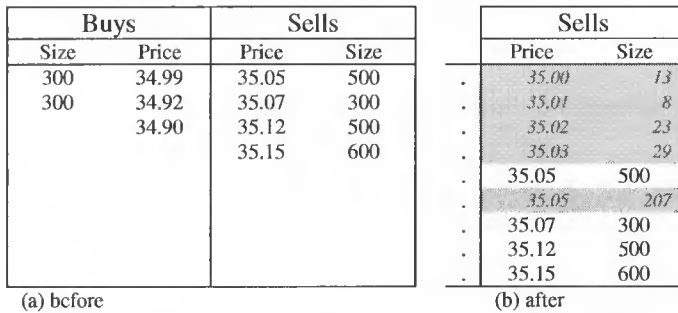 Buys Sells Sells
Size Price Price Size Price Size
300 34.99 35.05 500 . 35.00 13
300 34.92 35.07 300 . 35.01 8
34.90 35.12 500 . 35.02 23
35.15 600 . 35.03 29
. 35.05 500
. 35.05 207
. 35.07 300
. 35.12 500
. 35.15 600
(a) before (b) after